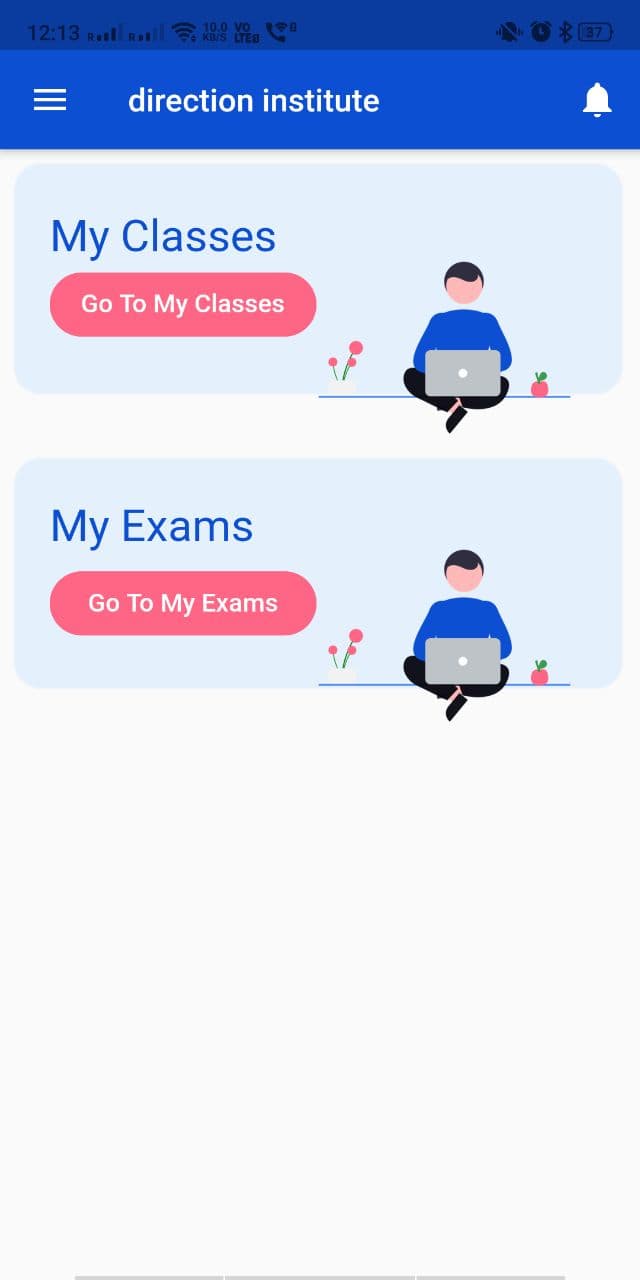 12:13 R R 10.0 KB/S VO LTE 37
direction institute
My Classes
Go To My Classes
My Exams
Go To My Exams